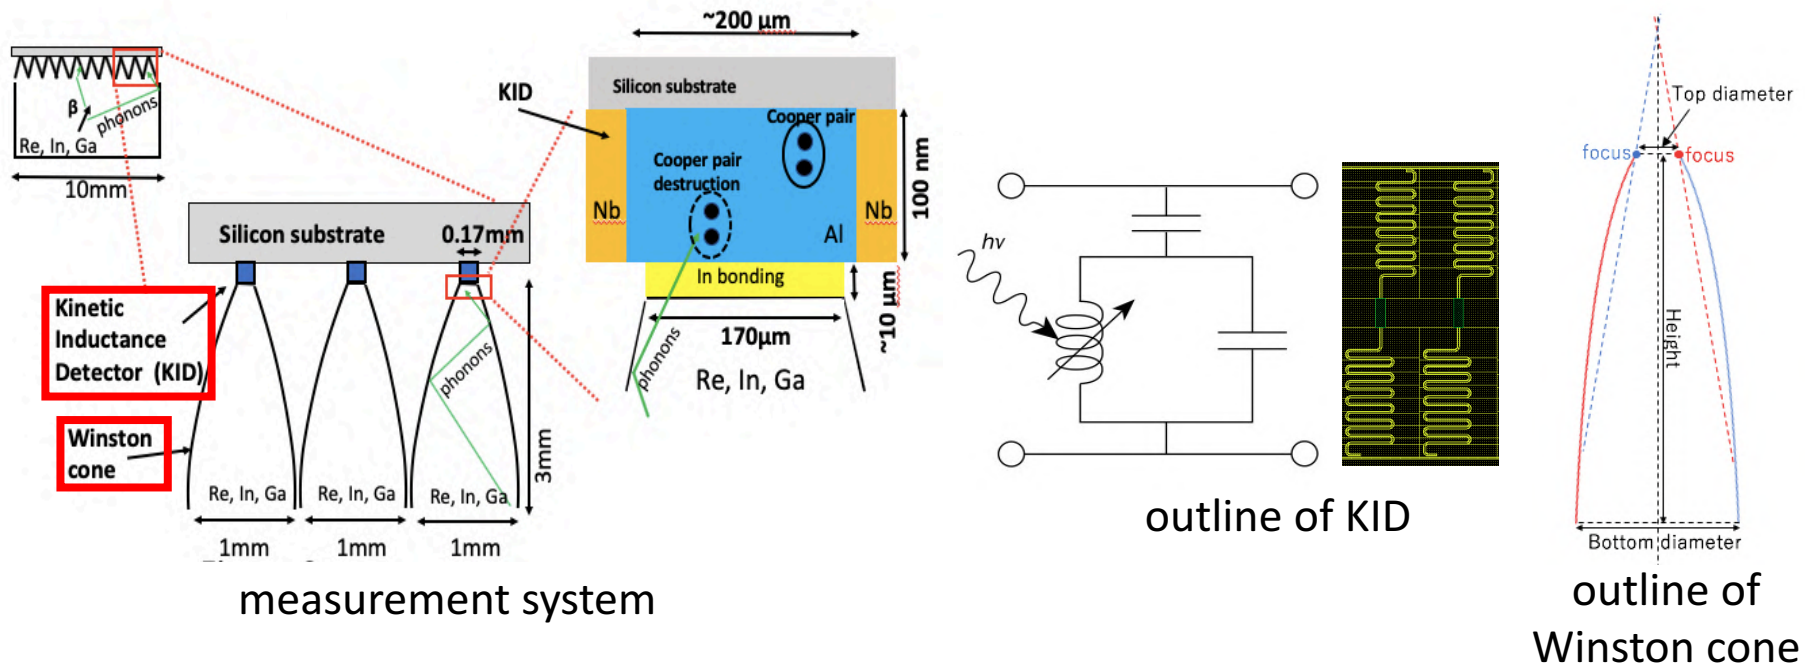 β
phonons
Re, In, Ga
10mm
Silicon substrate
0.17mm
Kinetic
Inductance
Detector (KID)
Winston
cone
phonons
3mm
Re, In, Ga
Re, In, Ga
Re, In, Ga
1mm
1mm
1mm
measurement system
~200 µm
Silicon substrate
KID
Cooper pair
Cooper pair
destruction
Nb
Nb
Al
100 nm
In bonding
~10 µm
170µm
phonons
Re, In, Ga
hν
outline of KID
Top diameter
focus
focus
Height
Bottom diameter
outline of
Winston cone